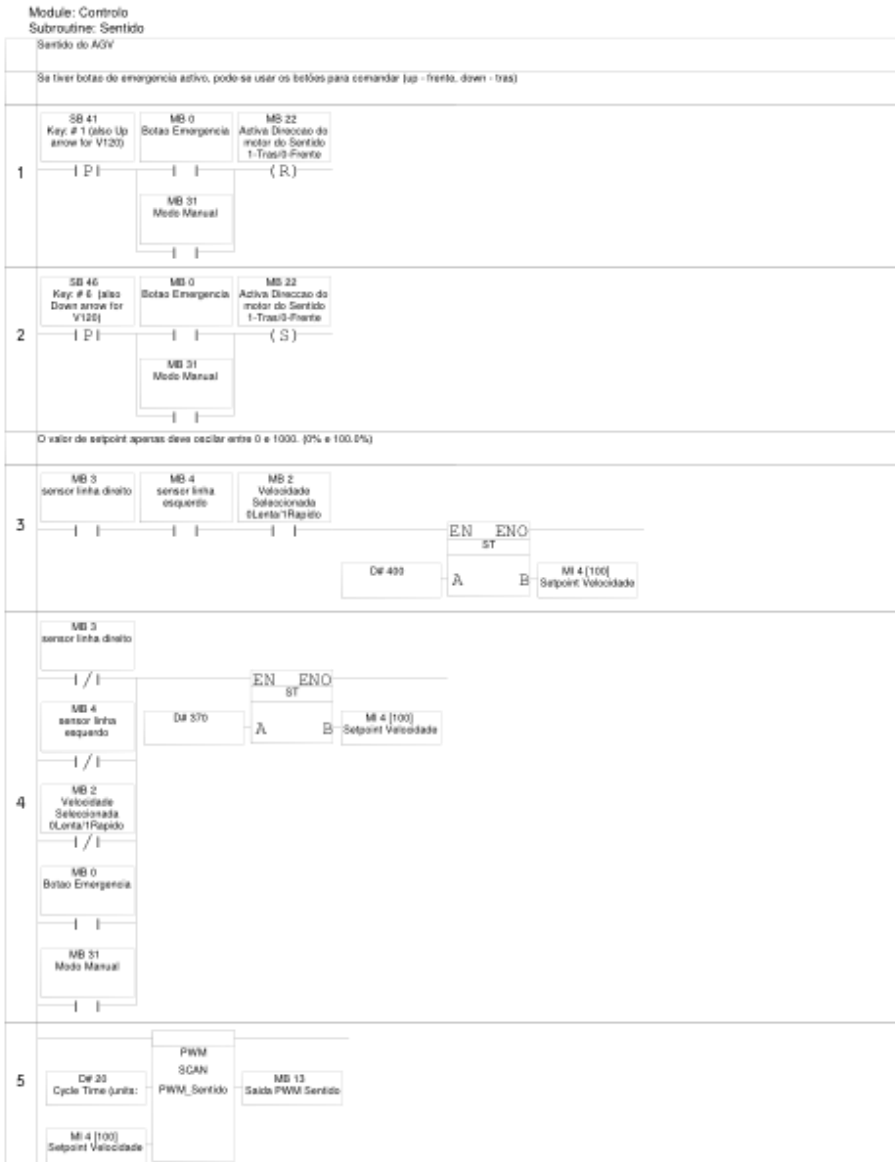 Module: Controlo
Subroutine: Sentido
Sentido do AGV
Se tiver botao de emergencia activo, pode-se usar os botões para comandar (up - frente, down - tras)
1
SB 41
Key: # 1 (also Up
arrow for V120)
P
MB 0
Botao Emergencia
MB 22
Activa Direccao do
motor do Sentido
1-Tras/0-Frente
(R)
MB 31
Modo Manual
2
SB 46
Key: # 6 (also
Down arrow for
V120)
P
MB 0
Botao Emergencia
MB 22
Activa Direccao do
motor do Sentido
1-Tras/0-Frente
(S)
MB 31
Modo Manual
O valor de setpoint apenas deve oscilar entre 0 e 1000. (0% e 100.0%)
3
MB 3
sensor linha direito
MB 4
sensor linha
esquerdo
MB 2
Velocidade
Seleccionada
0Lenta/1Rapido
EN ENO
ST
D# 400
A B
MI 4 [100]
Setpoint Velocidade
4
MB 3
sensor linha direito
MB 4
sensor linha
esquerdo
MB 2
Velocidade
Seleccionada
0Lenta/1Rapido
MB 0
Botao Emergencia
MB 31
Modo Manual
EN ENO
ST
D# 370
A B
MI 4 [100]
Setpoint Velocidade
5
PWM
SCAN
PWM_Sentido
D# 20
Cycle Time (units:
MB 13
Saida PWM Sentido
MI 4 [100]
Setpoint Velocidade